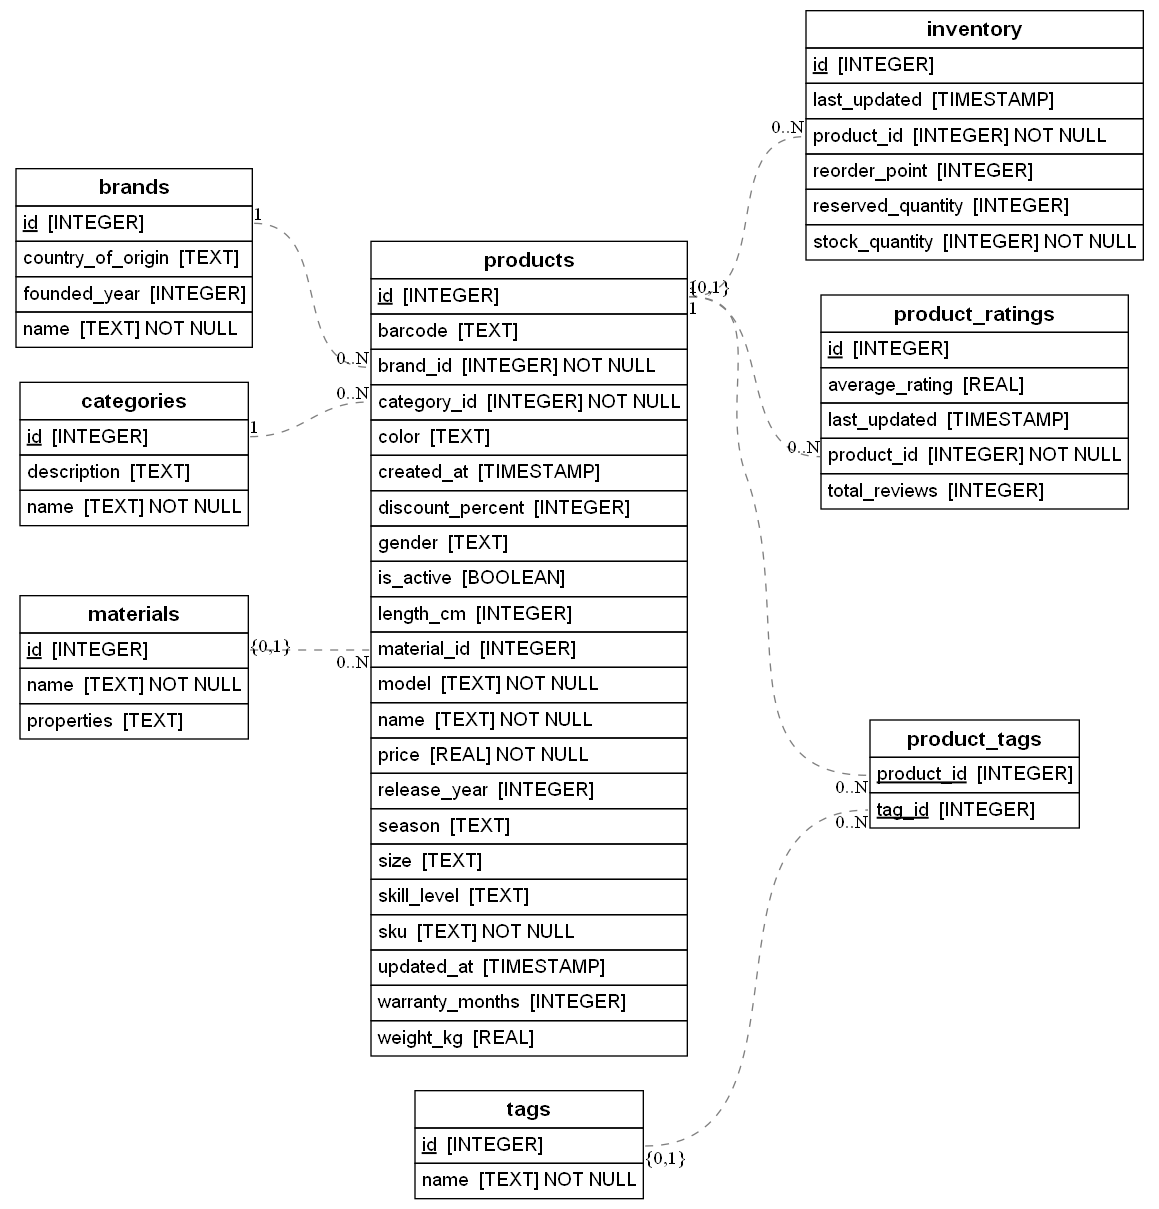 inventory
id [INTEGER]
last_updated [TIMESTAMP]
product_id [INTEGER] NOT NULL
reorder_point [INTEGER]
reserved_quantity [INTEGER]
stock_quantity [INTEGER] NOT NULL
0..N
brands
id [INTEGER]
country_of_origin [TEXT]
founded_year [INTEGER]
name [TEXT] NOT NULL
1
0..N
products
id [INTEGER]
barcode [TEXT]
brand_id [INTEGER] NOT NULL
category_id [INTEGER] NOT NULL
color [TEXT]
created_at [TIMESTAMP]
discount_percent [INTEGER]
gender [TEXT]
is_active [BOOLEAN]
length_cm [INTEGER]
material_id [INTEGER]
model [TEXT] NOT NULL
name [TEXT] NOT NULL
price [REAL] NOT NULL
release_year [INTEGER]
season [TEXT]
size [TEXT]
skill_level [TEXT]
sku [TEXT] NOT NULL
updated_at [TIMESTAMP]
warranty_months [INTEGER]
weight_kg [REAL]
1
{0,1}
1
product_ratings
id [INTEGER]
average_rating [REAL]
last_updated [TIMESTAMP]
product_id [INTEGER] NOT NULL
total_reviews [INTEGER]
0..N
categories
id [INTEGER]
description [TEXT]
name [TEXT] NOT NULL
1
0..N
materials
id [INTEGER]
name [TEXT] NOT NULL
properties [TEXT]
{0,1}
0..N
product_tags
product_id [INTEGER]
tag_id [INTEGER]
0..N
0..N
tags
id [INTEGER]
name [TEXT] NOT NULL
{0,1}